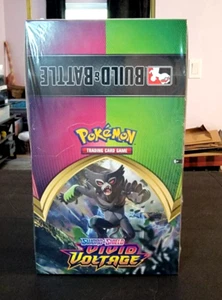 BUILD & BATTLE
POKÉMON
TRADING CARD GAME
Sword & Shield
VIVID
VOLTAGE